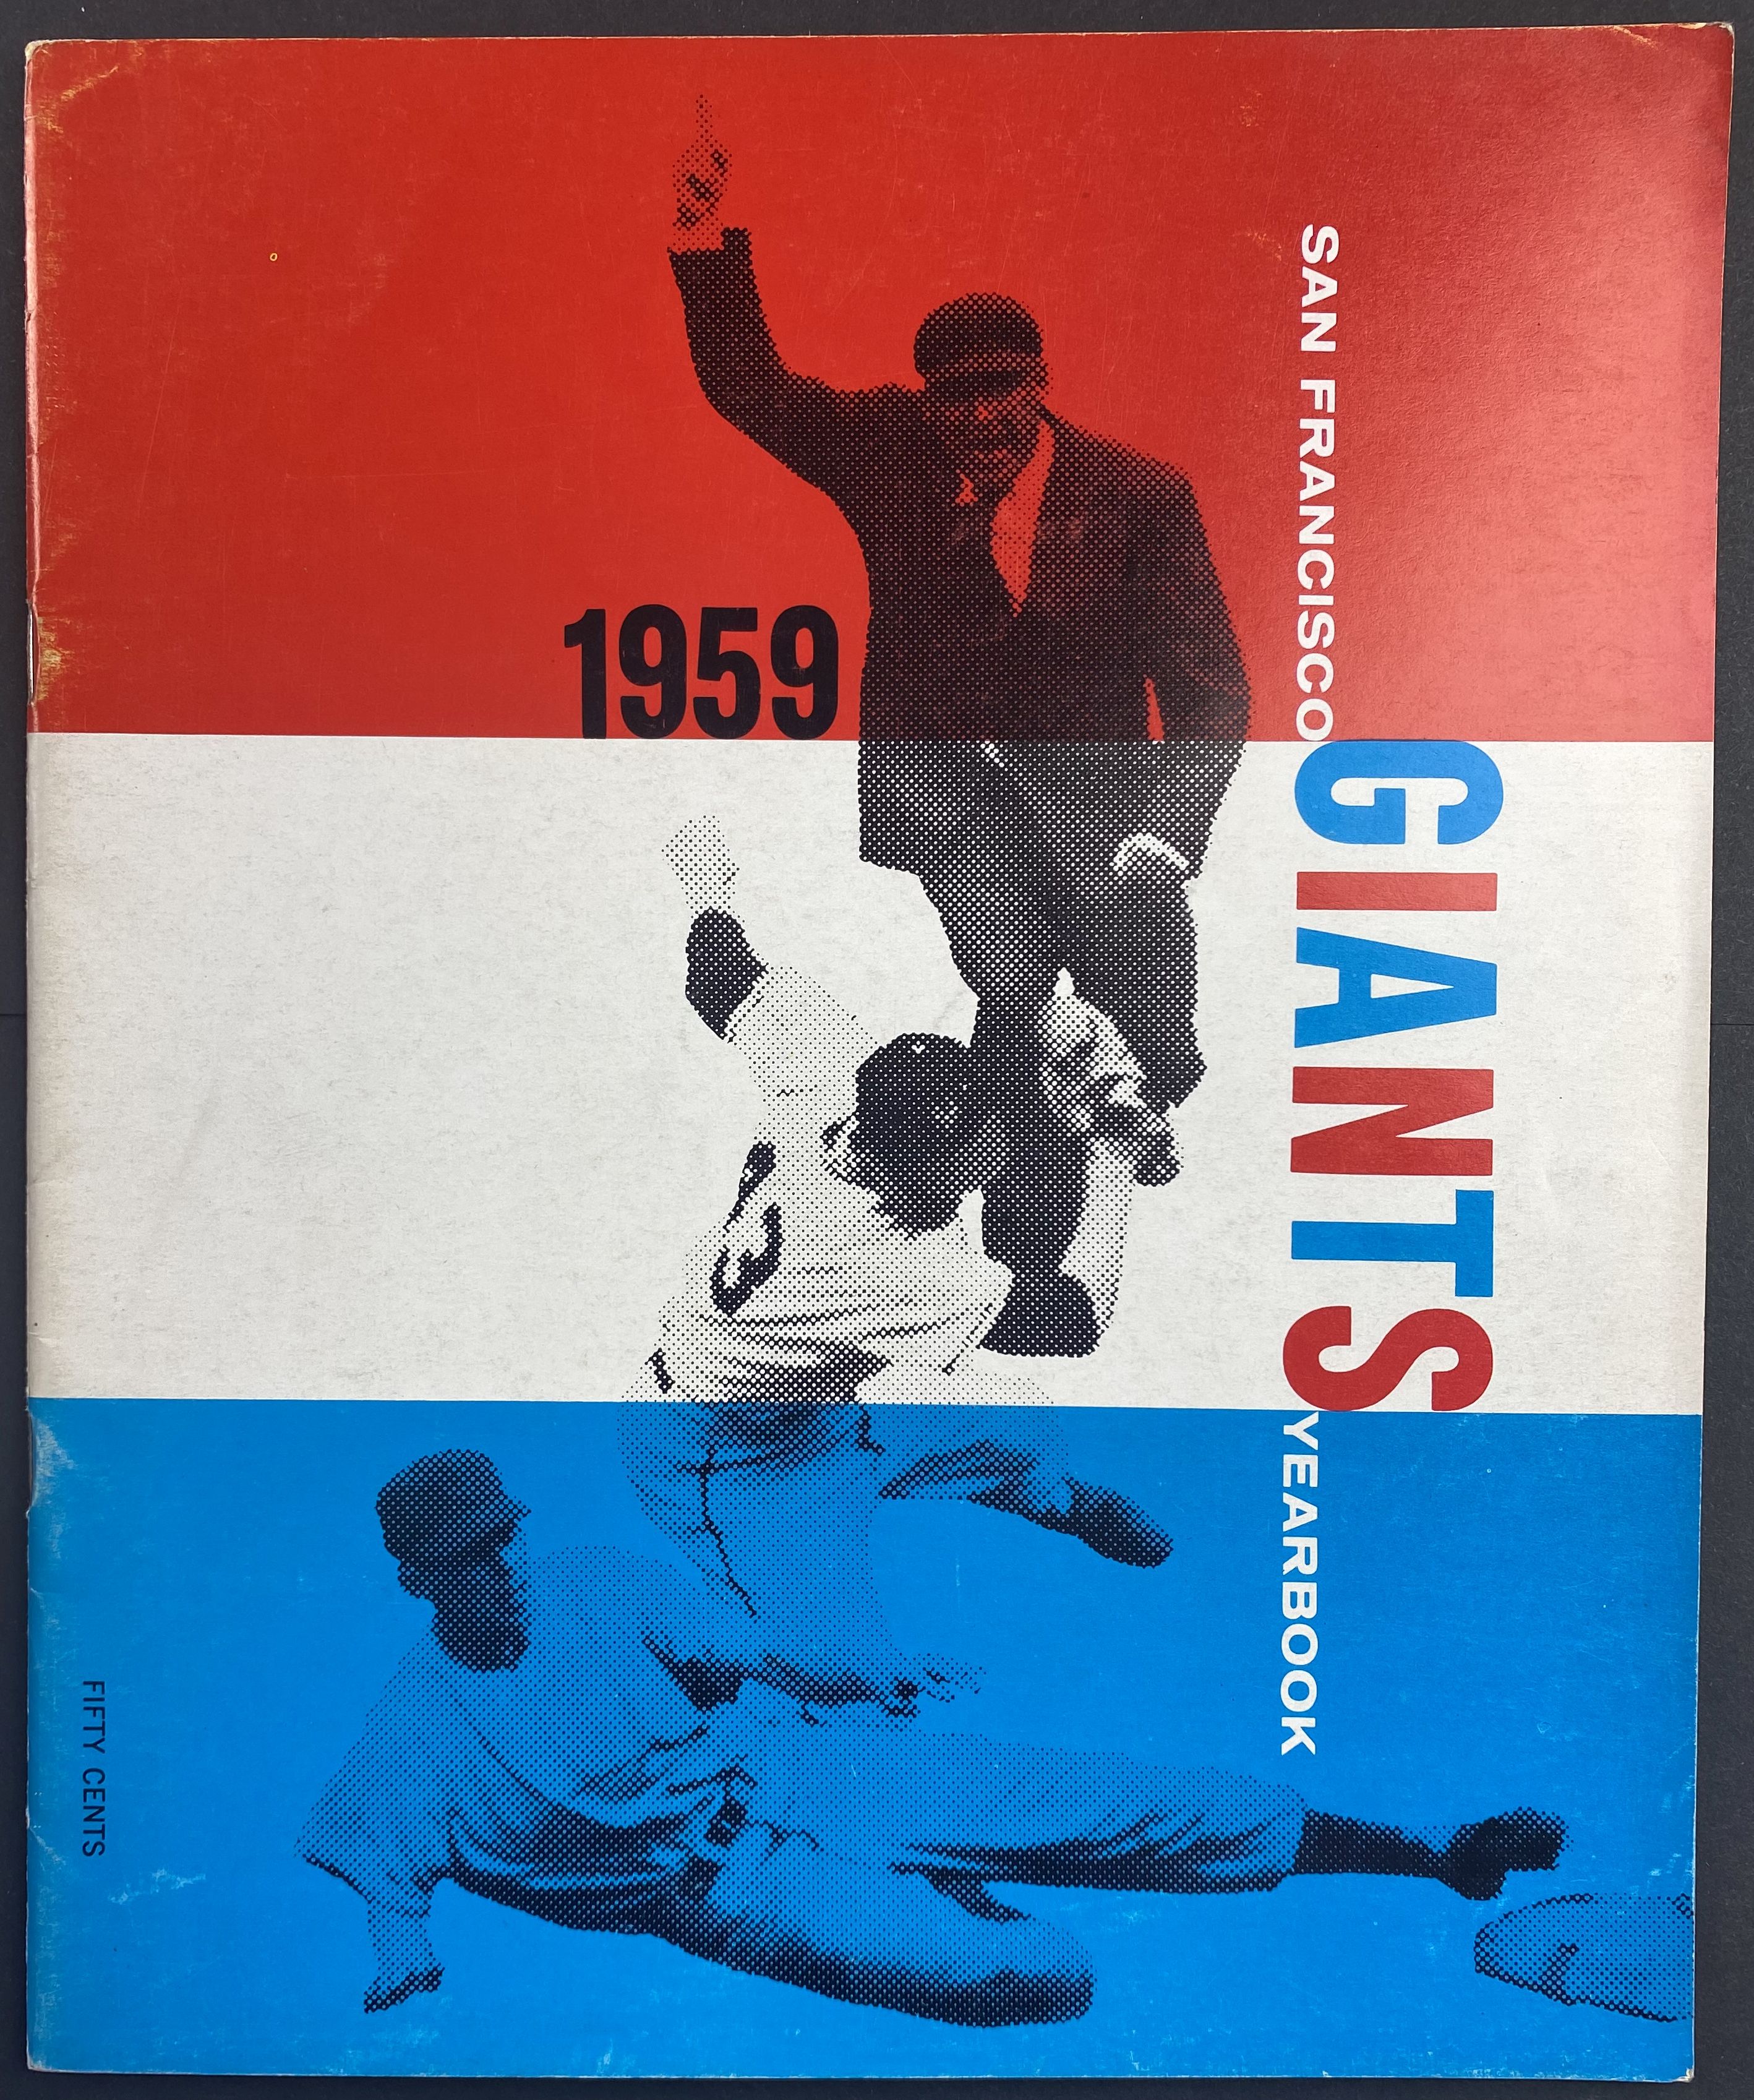 1959
SAN FRANCISCO GIANTS YEARBOOK
FIFTY CENTS